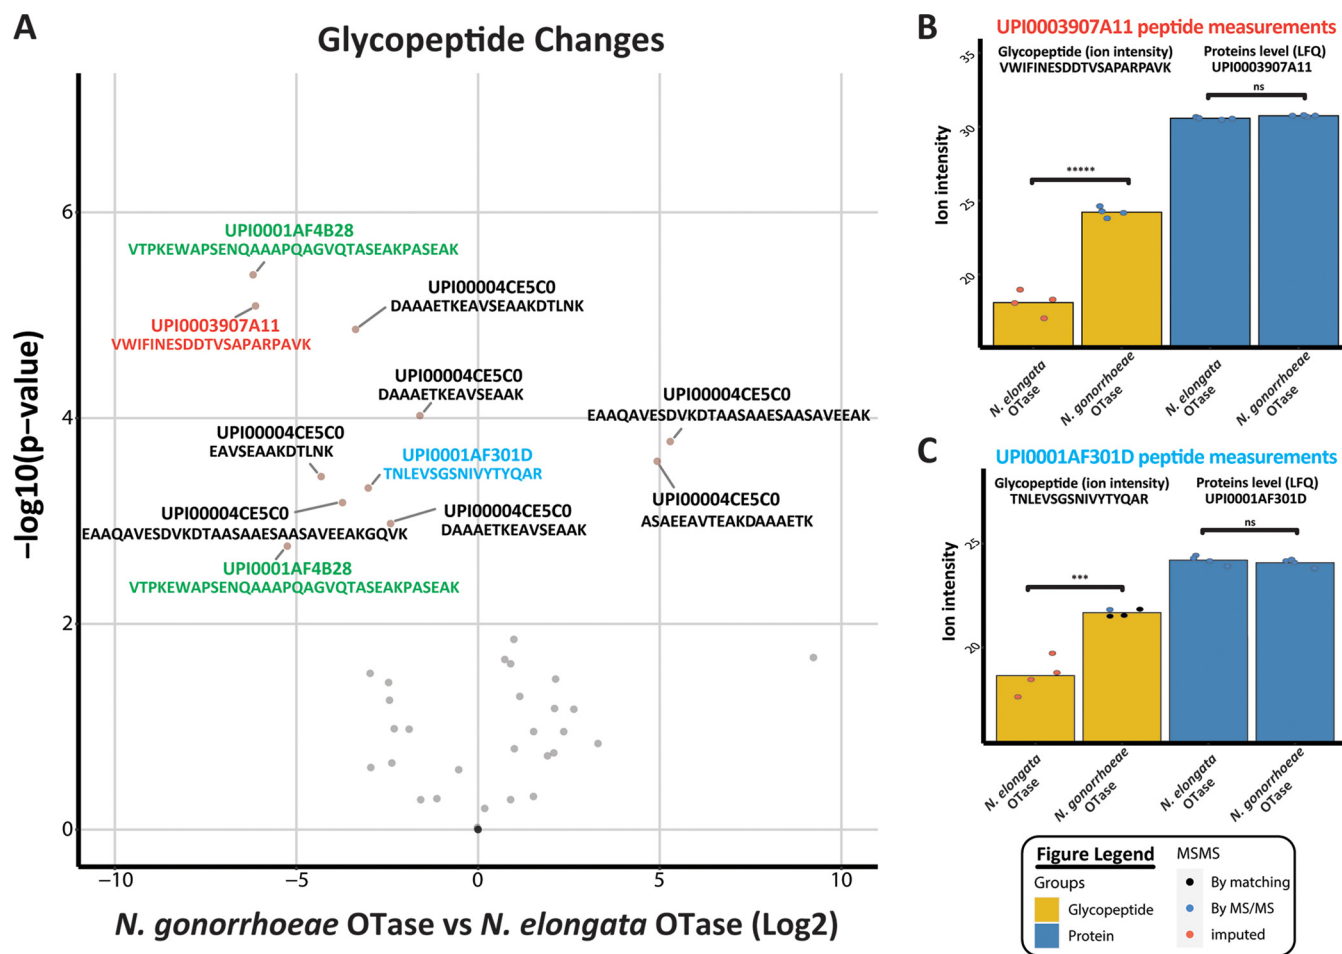 A
Glycopeptide Changes
−log10(p−value)
6
4
2
0
−10
−5
0
5
10
N. gonorrhoeae OTase vs N. elongata OTase (Log2)
UPI0001AF4B28
VTPKEWAPSENQAAAPQAGVQTASEAKPASEAK
UPI0003907A11
VWIFINESDDTVSAPARPAVK
UPI00004CE5C0
DAAAETKEAVSEAAKDTLNK
UPI00004CE5C0
DAAAETKEAVSEAAK
UPI00004CE5C0
EAAQAVESDVKDTAASAAESAASAVEEAK
UPI00004CE5C0
EAVSEAAKDTLNK
UPI0001AF301D
TNLEVSGSNIVYTYQAR
UPI00004CE5C0
ASAEEAVTEAKDAAAETK
UPI00004CE5C0
EAAQAVESDVKDTAASAAESAASAVEEAKGQVK
UPI00004CE5C0
DAAAETKEAVSEAAK
UPI0001AF4B28
VTPKEWAPSENQAAAPQAGVQTASEAKPASEAK
B
UPI0003907A11 peptide measurements
Glycopeptide (ion intensity)
VWIFINESDDTVSAPARPAVK
Proteins level (LFQ)
UPI0003907A11
ns
*****
Ion intensity
35
30
25
20
N. elongata
OTase
N. gonorrhoeae
OTase
N. elongata
OTase
N. gonorrhoeae
OTase
C
UPI0001AF301D peptide measurements
Glycopeptide (ion intensity)
TNLEVSGSNIVYTYQAR
Proteins level (LFQ)
UPI0001AF301D
ns
***
Ion intensity
25
20
N. elongata
OTase
N. gonorrhoeae
OTase
N. elongata
OTase
N. gonorrhoeae
OTase
Figure Legend
Groups
Glycopeptide
Protein
MSMS
By matching
By MS/MS
imputed